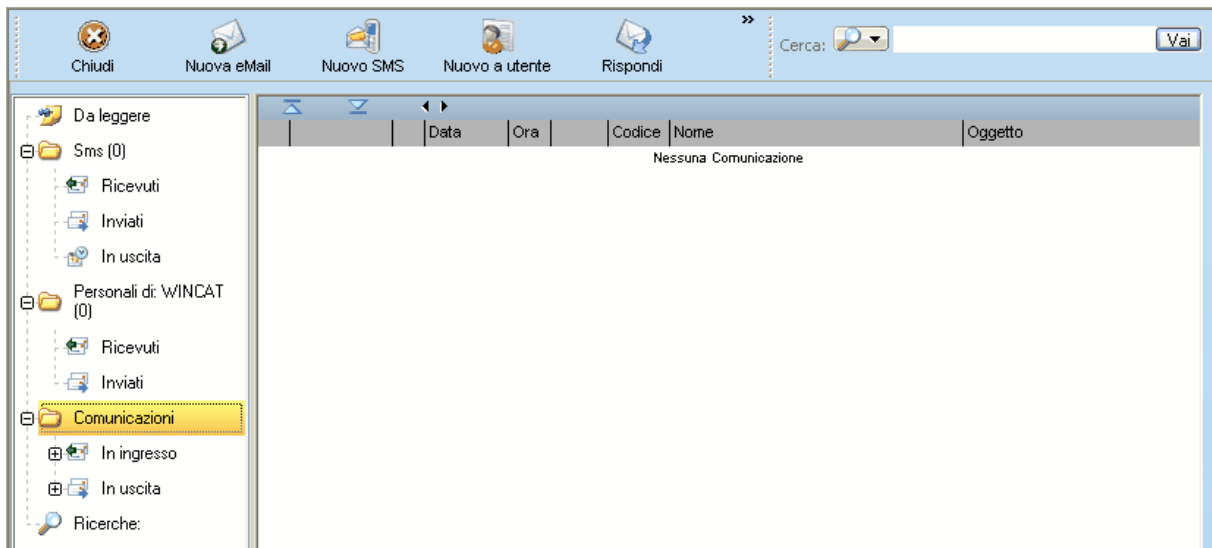 Chiudi Nuova eMail Nuovo SMS Nuovo a utente Rispondi » Cerca: Vai
Da leggere
Sms (0)
Ricevuti
Inviati
In uscita
Personali di: WINCAT
(0)
Ricevuti
Inviati
Comunicazioni
In ingresso
In uscita
Ricerche:
Data Ora Codice Nome Oggetto
Nessuna Comunicazione